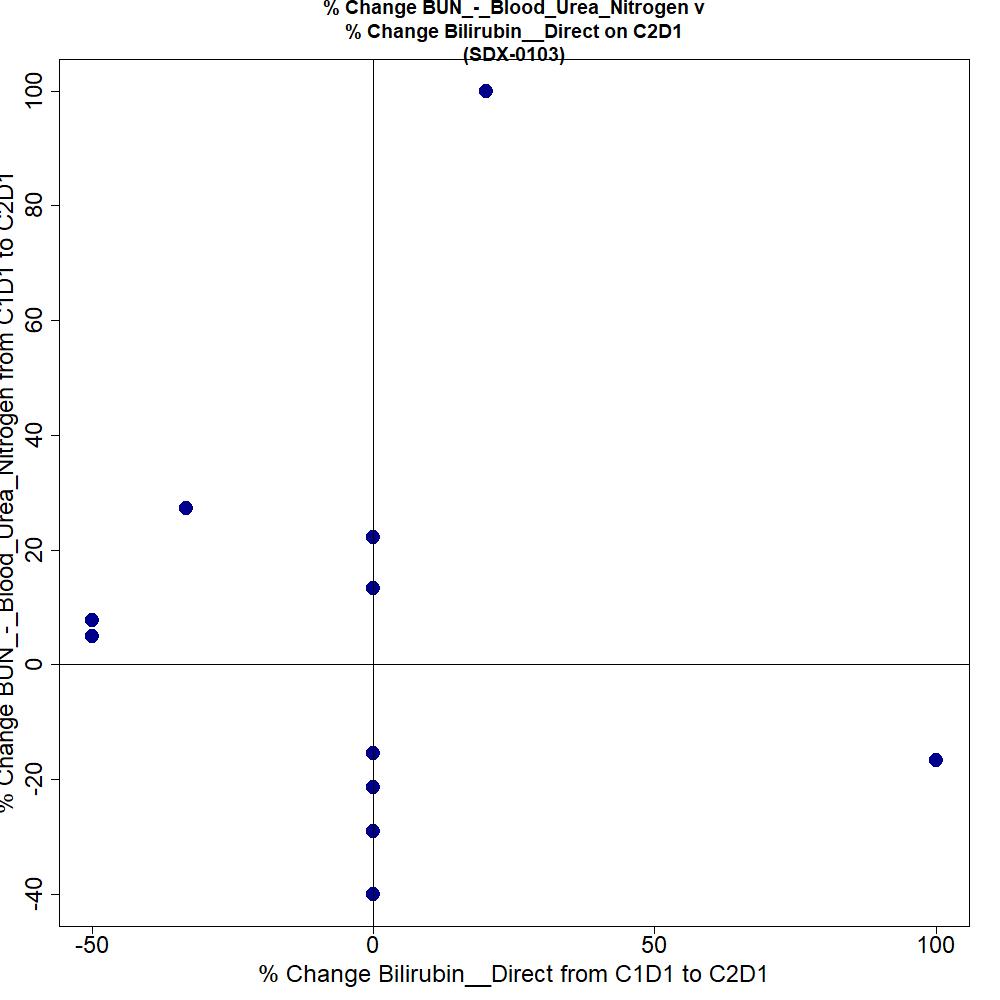 % Change BUN_-_Blood_Urea_Nitrogen v
% Change Bilirubin__Direct on C2D1
(SDX-0103)
% Change BUN_-_Blood_Urea_Nitrogen from C1D1 to C2D1
100
80
60
40
20
0
-20
-40
-50
0
50
100
% Change Bilirubin__Direct from C1D1 to C2D1